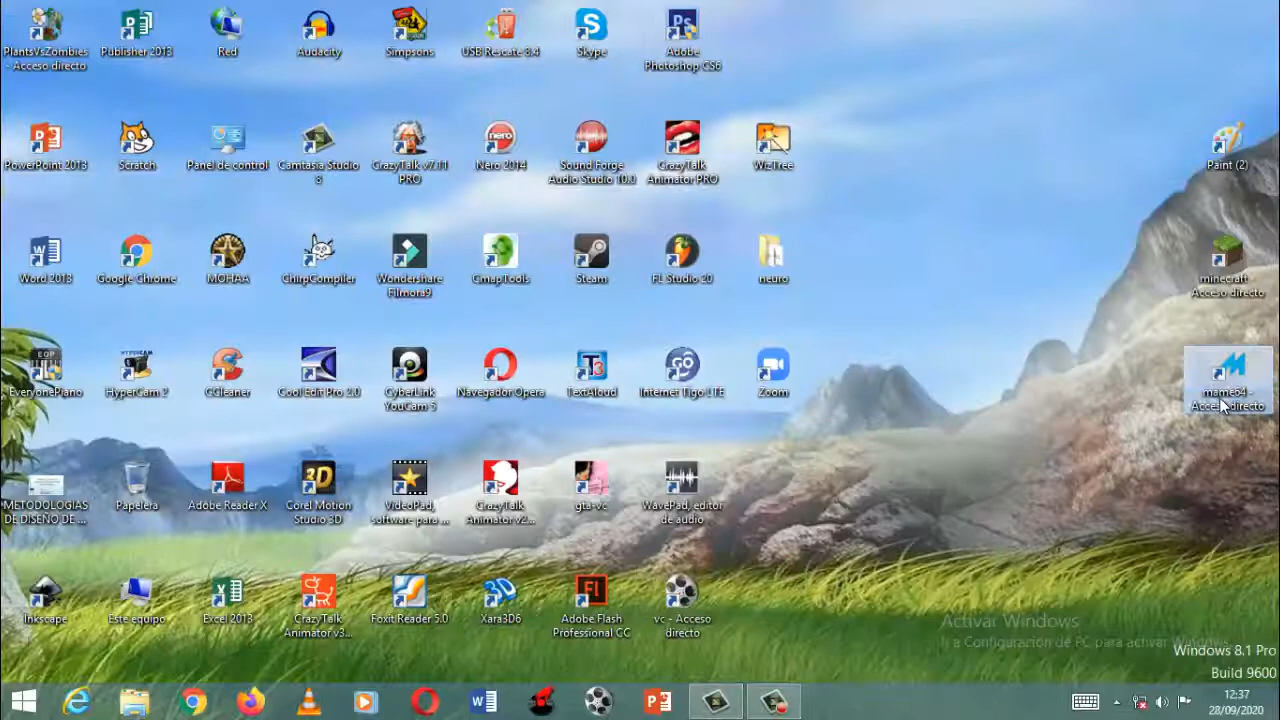 PlantsVsZombies
- Acceso directo
Publisher 2013
Red
Audacity
Simpsons
USB Rescate 8.4
Skype
Adobe
Photoshop CS6
PowerPoint 2013
Scratch
Panel de control
Camtasia Studio
8
CrazyTalk v7.11
PRO
Nero 2014
Sound Forge
Audio Studio 10.0
CrazyTalk
Animator PRO
WizTree
Paint (2)
Word 2013
Google Chrome
MOHAA
ChirpCompiler
Wondershare
Filmora9
CmapTools
Steam
FL Studio 20
neuro
minecraft -
Acceso directo
EveryonePiano
HyperCam 2
CCleaner
Cool Edit Pro 2.0
CyberLink
YouCam 5
Navegador Opera
TextAloud
Internet Tigo LTE
Zoom
mame64 -
Acceso directo
METODOLOGIAS
DE DISEÑO DE ...
Papelera
Adobe Reader X
Corel Motion
Studio 3D
VideoPad,
software para ...
CrazyTalk
Animator v2...
gta-vc
WavePad, editor
de audio
Inkscape
Este equipo
Excel 2013
CrazyTalk
Animator v3...
Foxit Reader 5.0
Xara3D6
Adobe Flash
Professional CC
vc - Acceso
directo
Activar Windows
Ir a Configuración de PC para activar Windows.
Windows 8.1 Pro
Build 9600
12:37
28/09/2020